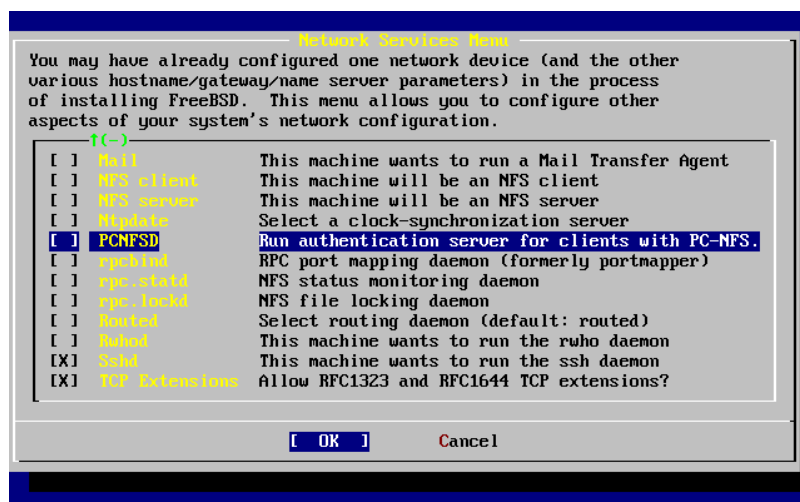 Network Services Menu
You may have already configured one network device (and the other
various hostname/gateway/name server parameters) in the process
of installing FreeBSD.  This menu allows you to configure other
aspects of your system's network configuration.
↑(-)
[ ] Mail This machine wants to run a Mail Transfer Agent
[ ] NFS client This machine will be an NFS client
[ ] NFS server This machine will be an NFS server
[ ] Ntpdate Select a clock-synchronization server
[ ] PCNFSD Run authentication server for clients with PC-NFS.
[ ] rpcbind RPC port mapping daemon (formerly portmapper)
[ ] rpc.statd NFS status monitoring daemon
[ ] rpc.lockd NFS file locking daemon
[ ] Routed Select routing daemon (default: routed)
[ ] Rwhod This machine wants to run the rwho daemon
[X] Sshd This machine wants to run the ssh daemon
[X] TCP Extensions Allow RFC1323 and RFC1644 TCP extensions?
[ OK ] Cancel